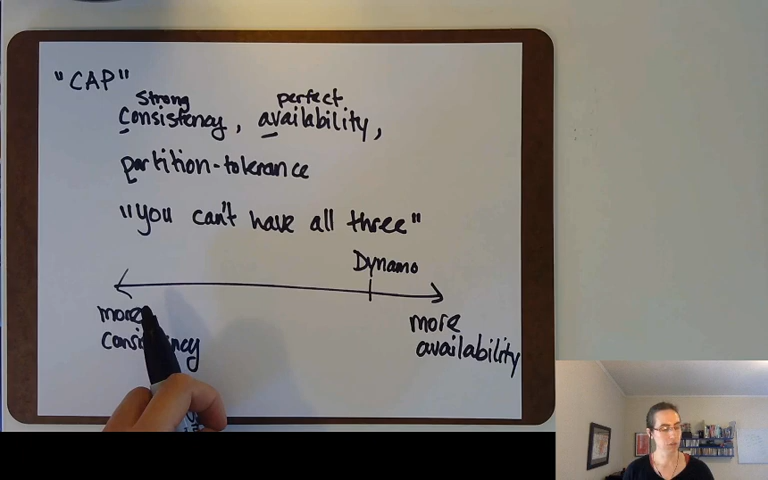 "CAP"
strong perfect
consistency, availability,
partition-tolerance
"you can't have all three"
Dynamo
more more
availability